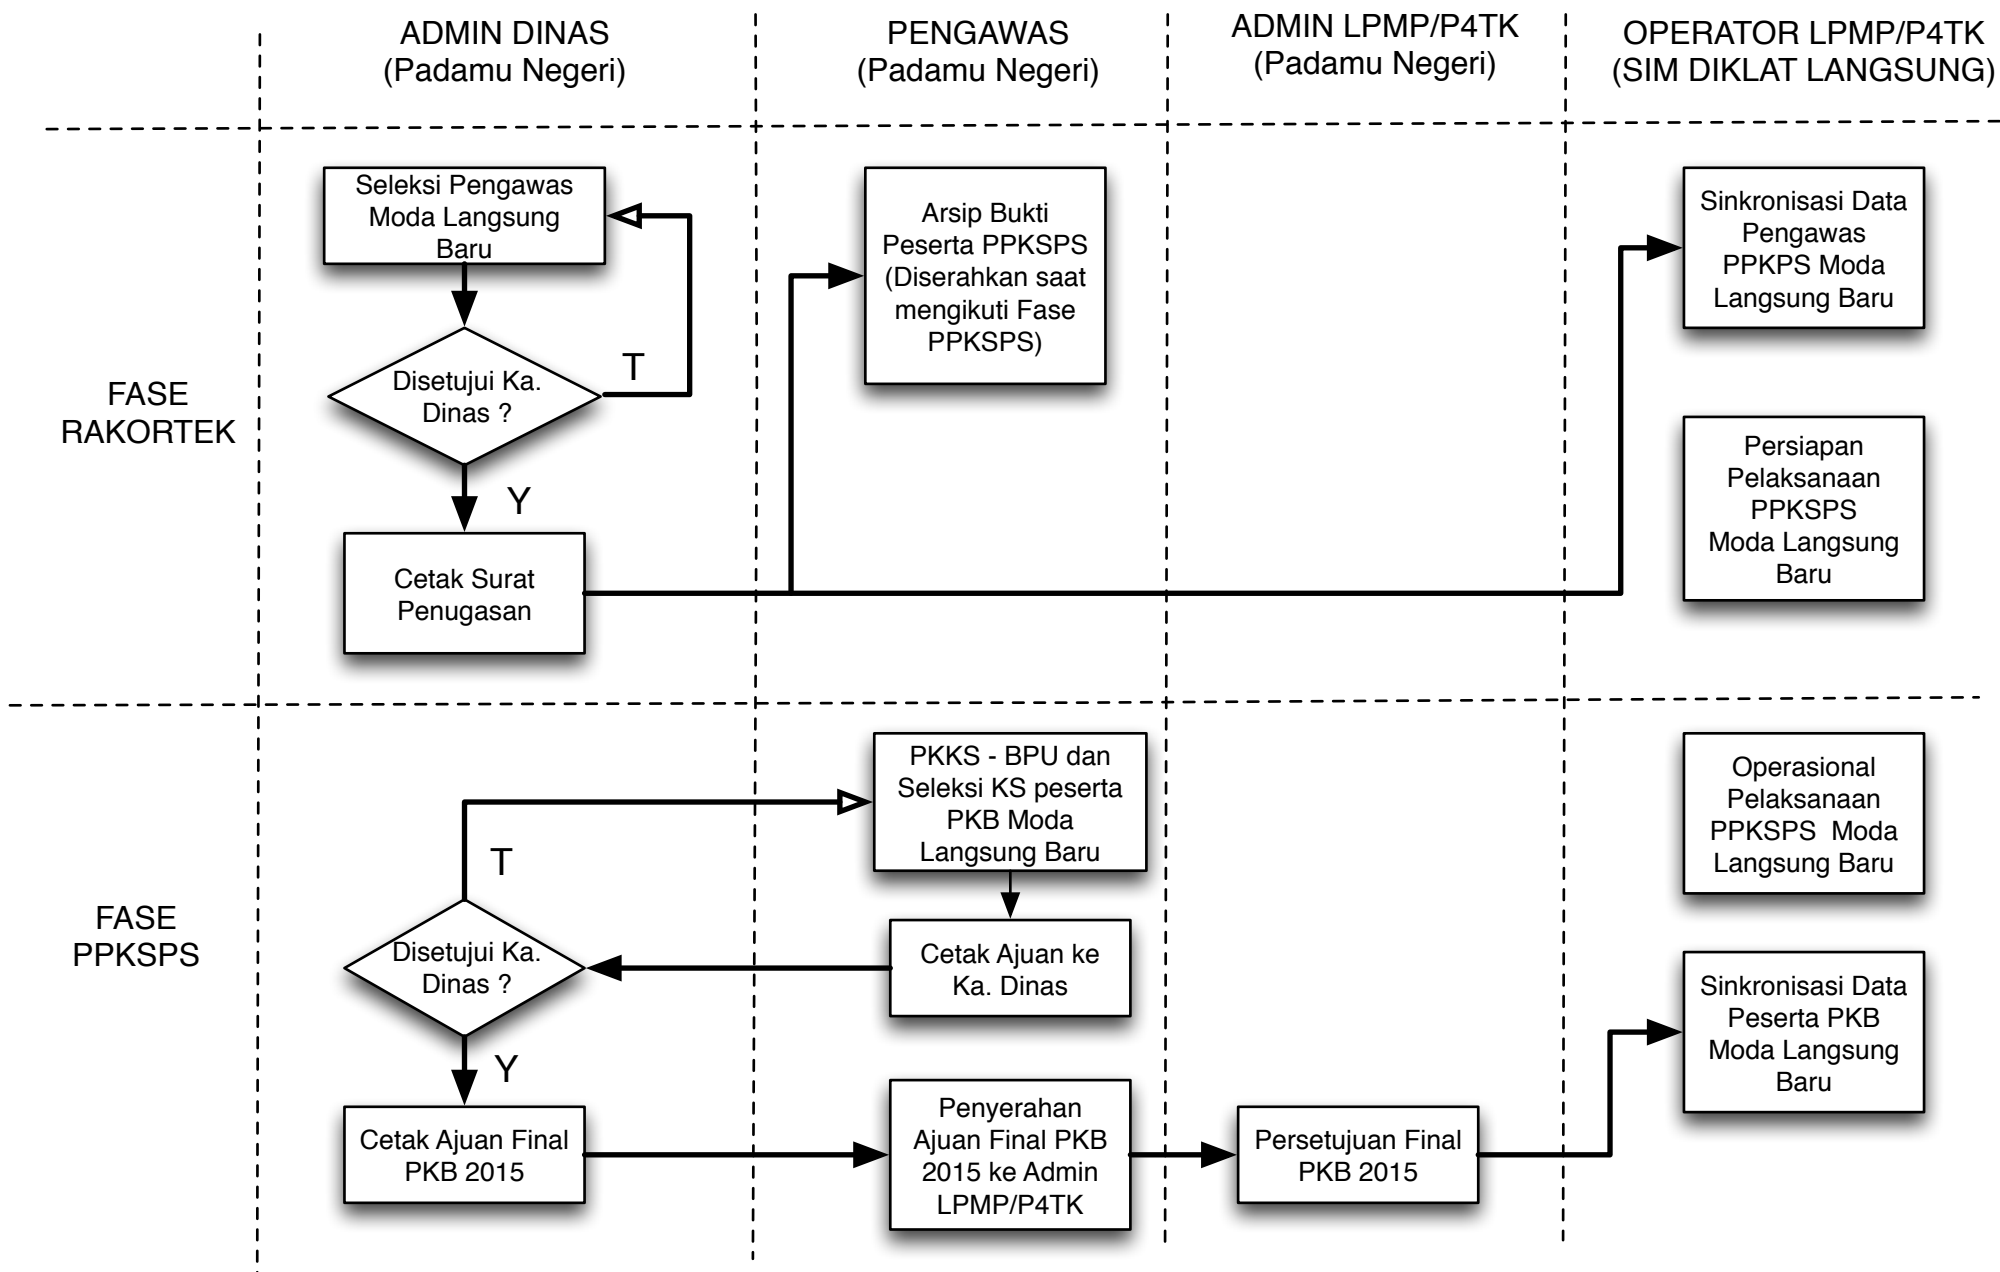 ADMIN DINAS
(Padamu Negeri)
PENGAWAS
(Padamu Negeri)
ADMIN LPMP/P4TK
(Padamu Negeri)
OPERATOR LPMP/P4TK
(SIM DIKLAT LANGSUNG)
FASE
RAKORTEK
Seleksi Pengawas
Moda Langsung
Baru
Disetujui Ka.
Dinas ?
T
Y
Cetak Surat
Penugasan
Arsip Bukti
Peserta PPKSPS
(Diserahkan saat
mengikuti Fase
PPKSPS)
Sinkronisasi Data
Pengawas
PPKPS Moda
Langsung Baru
Persiapan
Pelaksanaan
PPKSPS
Moda Langsung
Baru
FASE
PPKSPS
PKKS - BPU dan
Seleksi KS peserta
PKB Moda
Langsung Baru
T
Disetujui Ka.
Dinas ?
Cetak Ajuan ke
Ka. Dinas
Y
Cetak Ajuan Final
PKB 2015
Penyerahan
Ajuan Final PKB
2015 ke Admin
LPMP/P4TK
Persetujuan Final
PKB 2015
Operasional
Pelaksanaan
PPKSPS Moda
Langsung Baru
Sinkronisasi Data
Peserta PKB
Moda Langsung
Baru